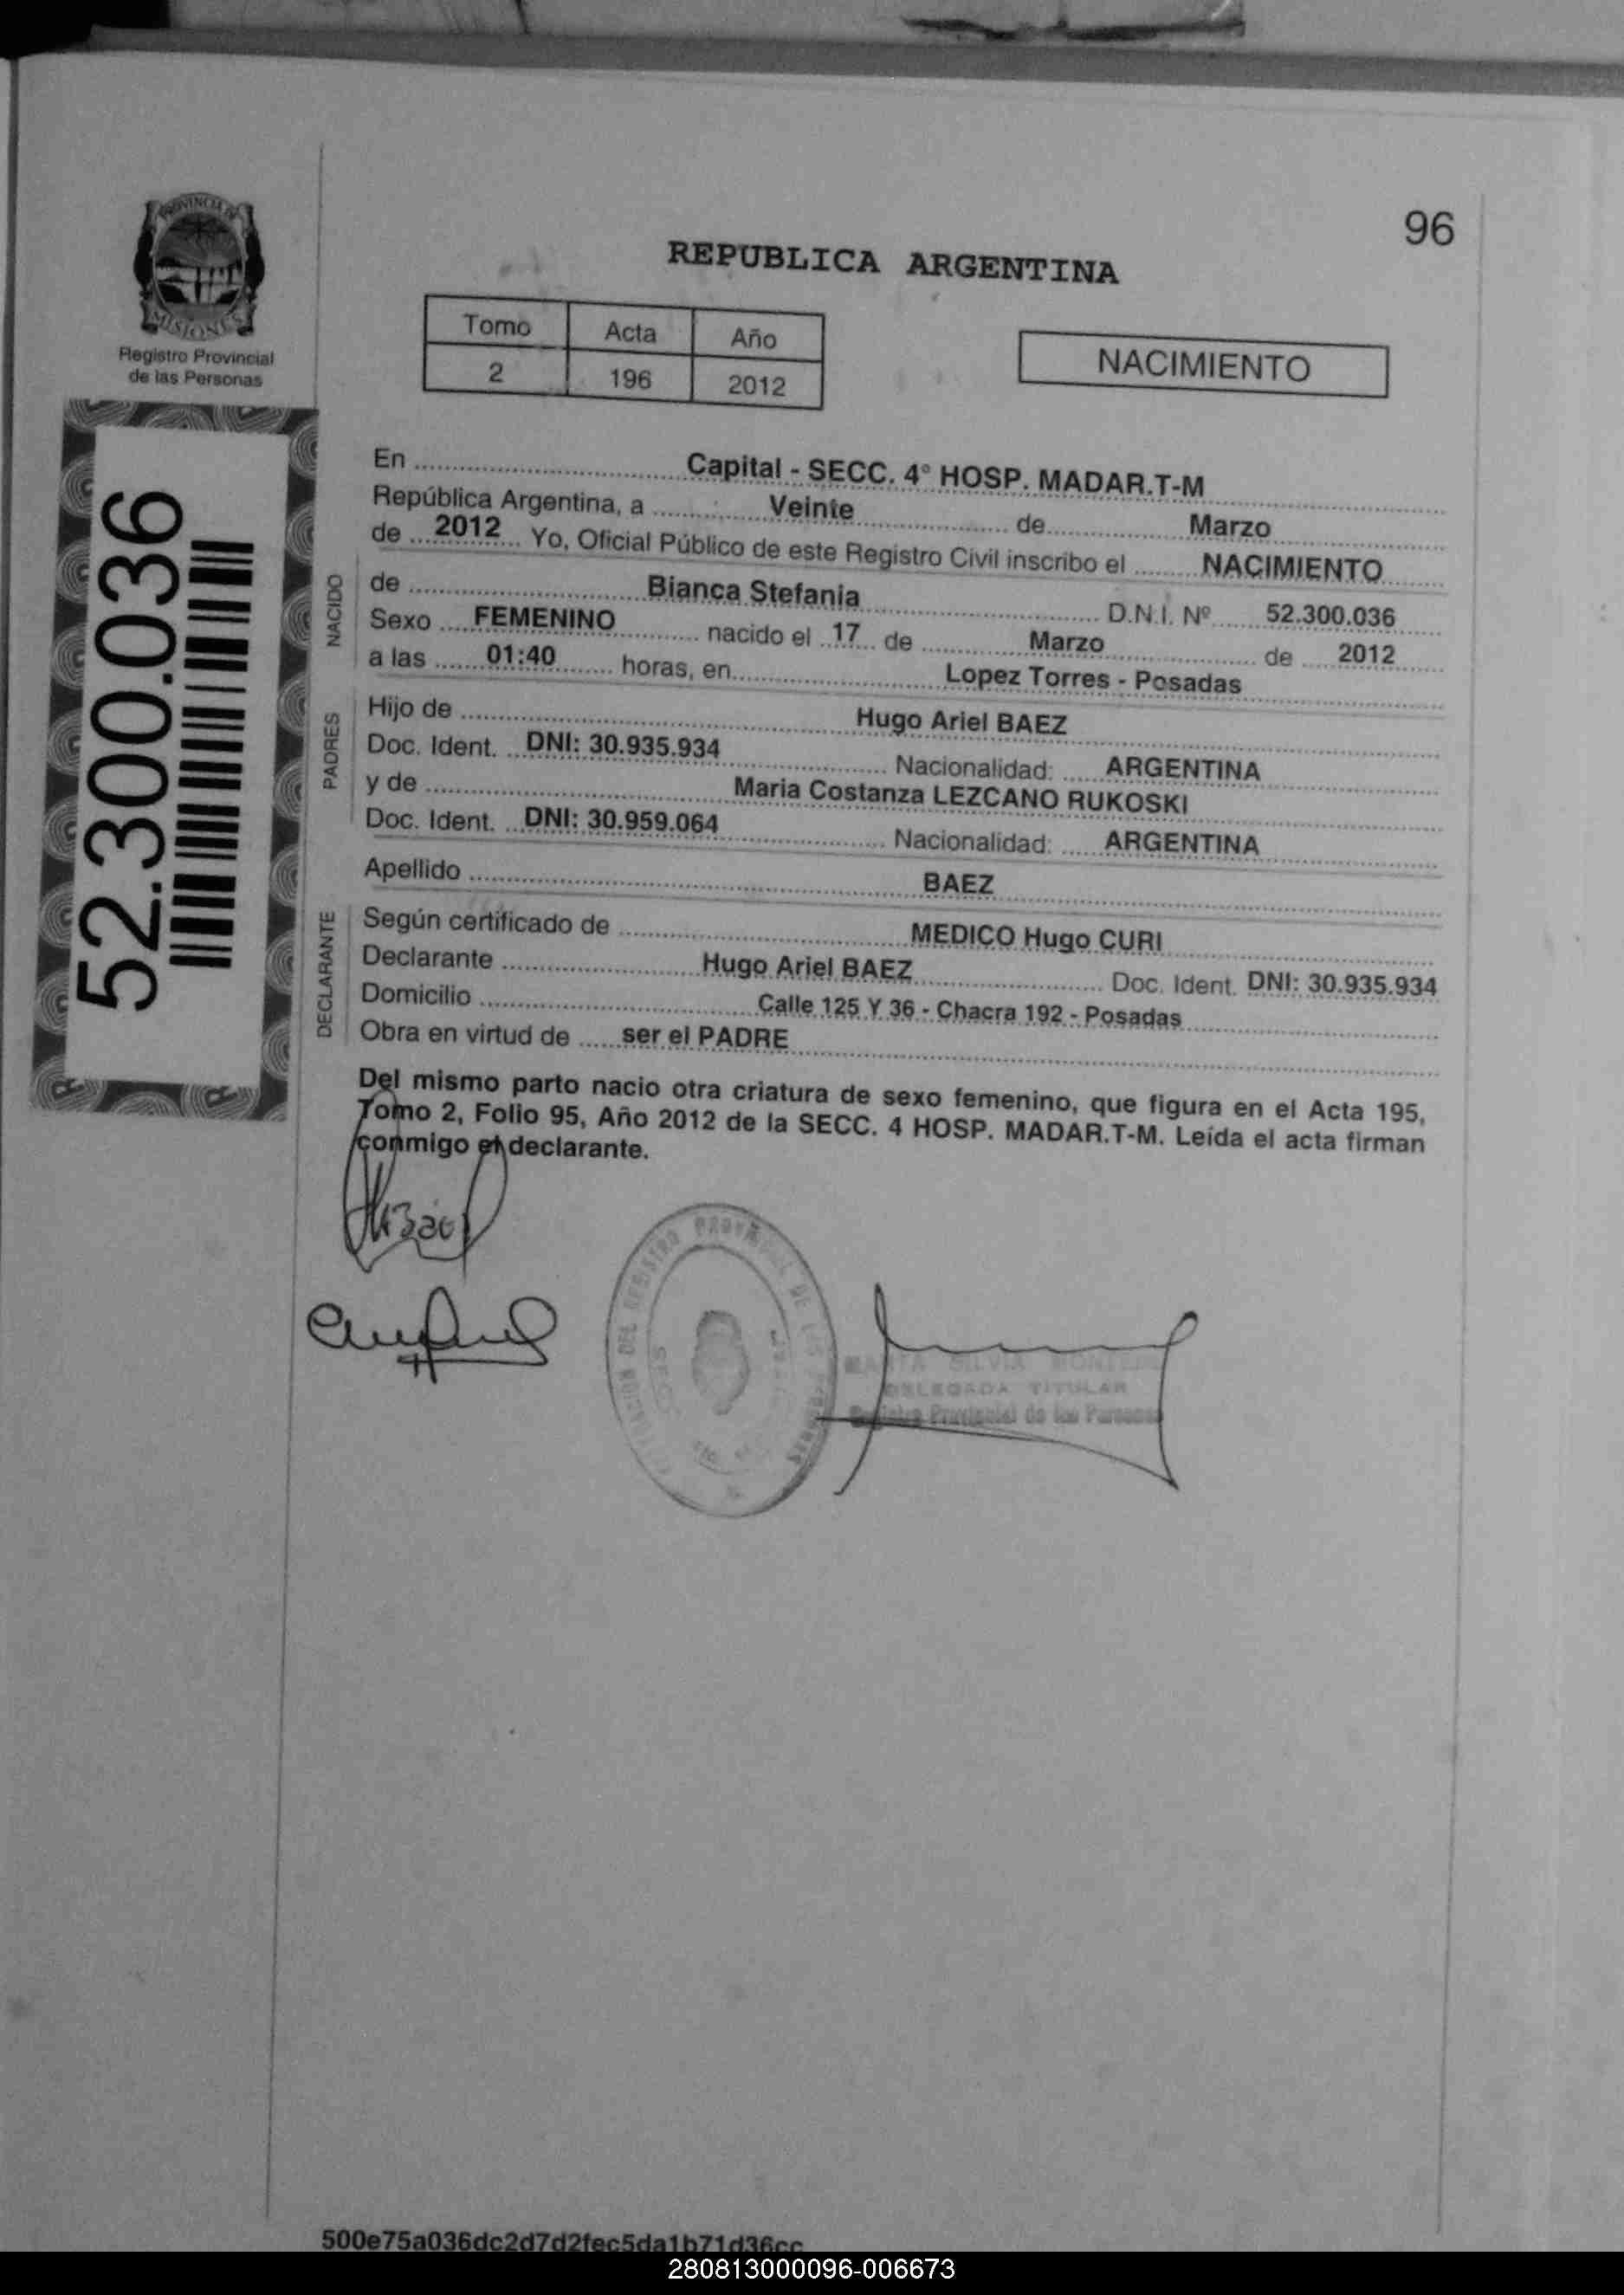 96
PROVINCIA DE
MISIONES
Registro Provincial
de las Personas
REPUBLICA ARGENTINA
Tomo Acta Año
2 196 2012
NACIMIENTO
52.300.036
En Capital - SECC. 4° HOSP. MADAR.T-M
República Argentina, a Veinte de Marzo
de 2012 Yo, Oficial Público de este Registro Civil inscribo el NACIMIENTO
NACIDO
de Bianca Stefania D.N.I. Nº 52.300.036
Sexo FEMENINO nacido el 17 de Marzo de 2012
a las 01:40 horas, en Lopez Torres - Posadas
PADRES
Hijo de Hugo Ariel BAEZ
Doc. Ident. DNI: 30.935.934 Nacionalidad: ARGENTINA
y de Maria Costanza LEZCANO RUKOSKI
Doc. Ident. DNI: 30.959.064 Nacionalidad: ARGENTINA
Apellido BAEZ
DECLARANTE
Según certificado de MEDICO Hugo CURI
Declarante Hugo Ariel BAEZ Doc. Ident. DNI: 30.935.934
Domicilio Calle 125 Y 36 - Chacra 192 - Posadas
Obra en virtud de ser el PADRE
Del mismo parto nacio otra criatura de sexo femenino, que figura en el Acta 195,
Tomo 2, Folio 95, Año 2012 de la SECC. 4 HOSP. MADAR.T-M. Leída el acta firman
conmigo el declarante.
DEL REGISTRO PROVINCIAL DE LAS PERSONAS
MARTA SILVIA
DELEGADA TITULAR
Registro Provincial de las Personas
500e75a036dc2d7d2fec5da1b71d36cc
280813000096-006673